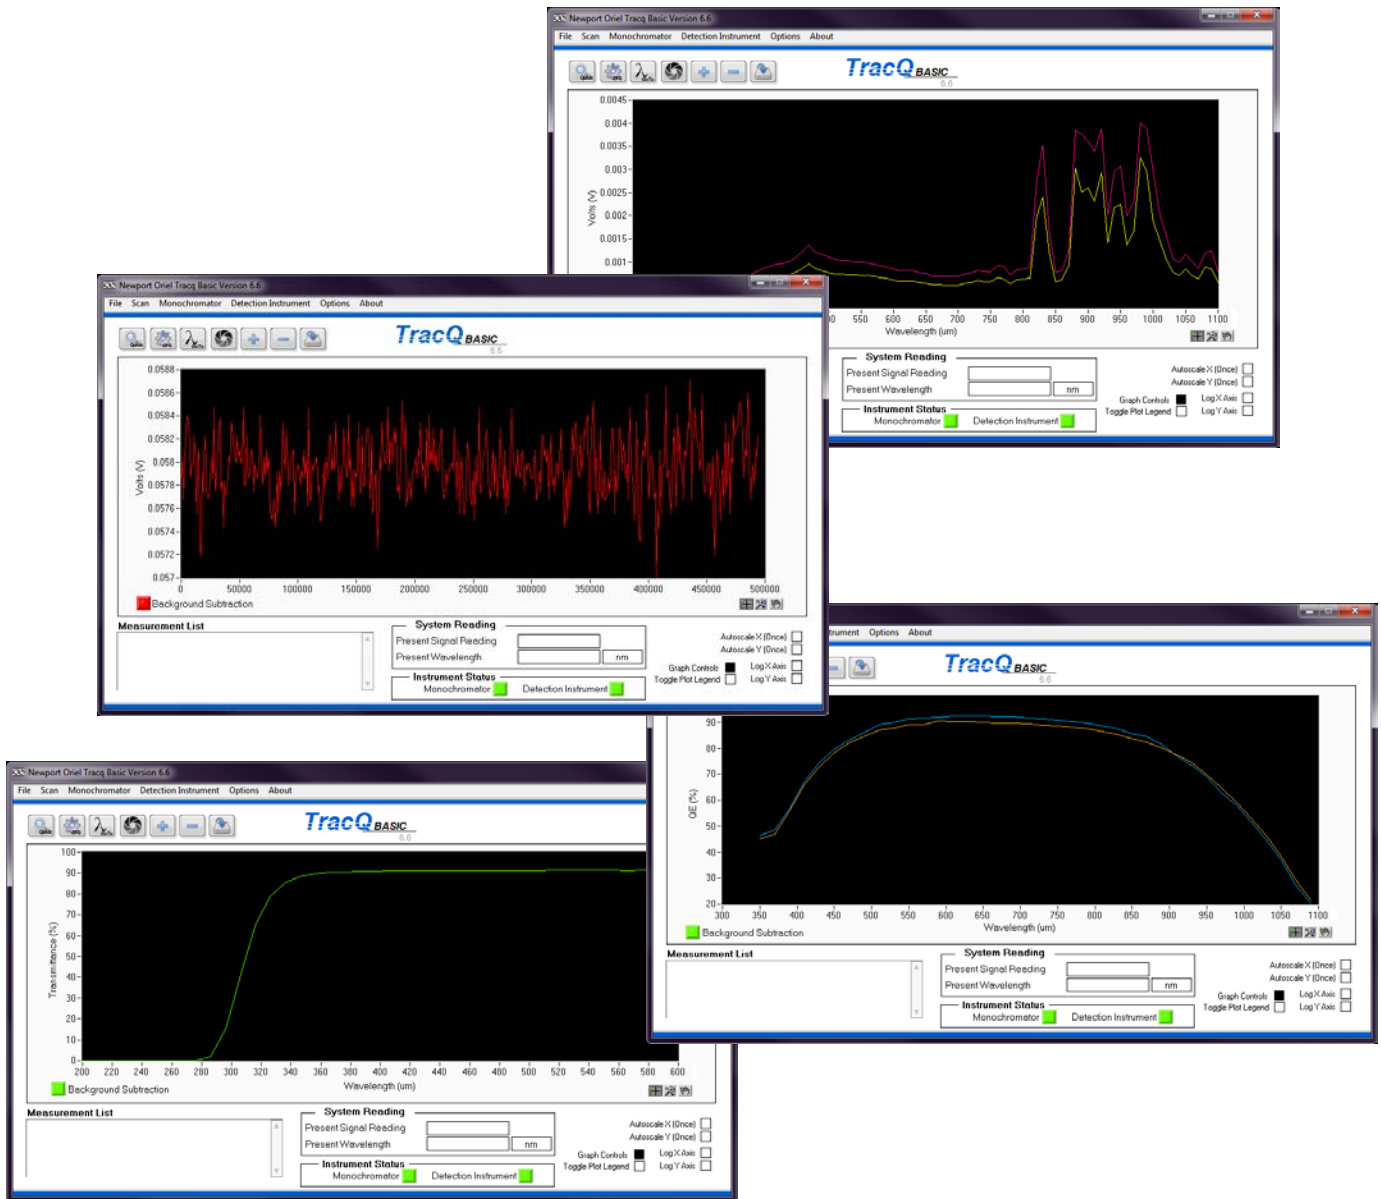 Newport Oriel Tracq Basic Version 6.6
File Scan Monochromator Detection Instrument Options About
TracQ BASIC
6.6
0.0045
0.004
0.0035
0.003
0.0025
0.002
0.0015
0.001
Volts (V)
550 600 650 700 750 800 850 900 950 1000 1050 1100
Wavelength (um)
System Reading
Present Signal Reading
Present Wavelength nm
Instrument Status
Monochromator Detection Instrument
Autoscale X (Once)
Autoscale Y (Once)
Graph Controls Log X Axis
Toggle Plot Legend Log Y Axis
Newport Oriel Tracq Basic Version 6.6
File Scan Monochromator Detection Instrument Options About
TracQ BASIC
6.6
0.0588
0.0586
0.0584
0.0582
0.058
0.0578
0.0576
0.0574
0.0572
0.057
Volts (V)
0 50000 100000 150000 200000 250000 300000 350000 400000 450000 500000
Background Subtraction
Measurement List
System Reading
Present Signal Reading
Present Wavelength nm
Instrument Status
Monochromator Detection Instrument
Autoscale X (Once)
Autoscale Y (Once)
Graph Controls Log X Axis
Toggle Plot Legend Log Y Axis
Options About
TracQ BASIC
6.6
90
80
70
60
50
40
30
20
QE (%)
300 350 400 450 500 550 600 650 700 750 800 850 900 950 1000 1050 1100
Wavelength (um)
Background Subtraction
Measurement List
System Reading
Present Signal Reading
Present Wavelength nm
Instrument Status
Monochromator Detection Instrument
Autoscale X (Once)
Autoscale Y (Once)
Graph Controls Log X Axis
Toggle Plot Legend Log Y Axis
Newport Oriel Tracq Basic Version 6.6
File Scan Monochromator Detection Instrument Options About
TracQ BASIC
6.6
100
90
80
70
60
50
40
30
20
10
0
Transmittance (%)
200 220 240 260 280 300 320 340 360 380 400 420 440 460 480 500 520 540 560 580 600
Wavelength (um)
Background Subtraction
Measurement List
System Reading
Present Signal Reading
Present Wavelength nm
Instrument Status
Monochromator Detection Instrument
Autoscale X (Once)
Autoscale Y (Once)
Graph Controls Log X Axis
Toggle Plot Legend Log Y Axis